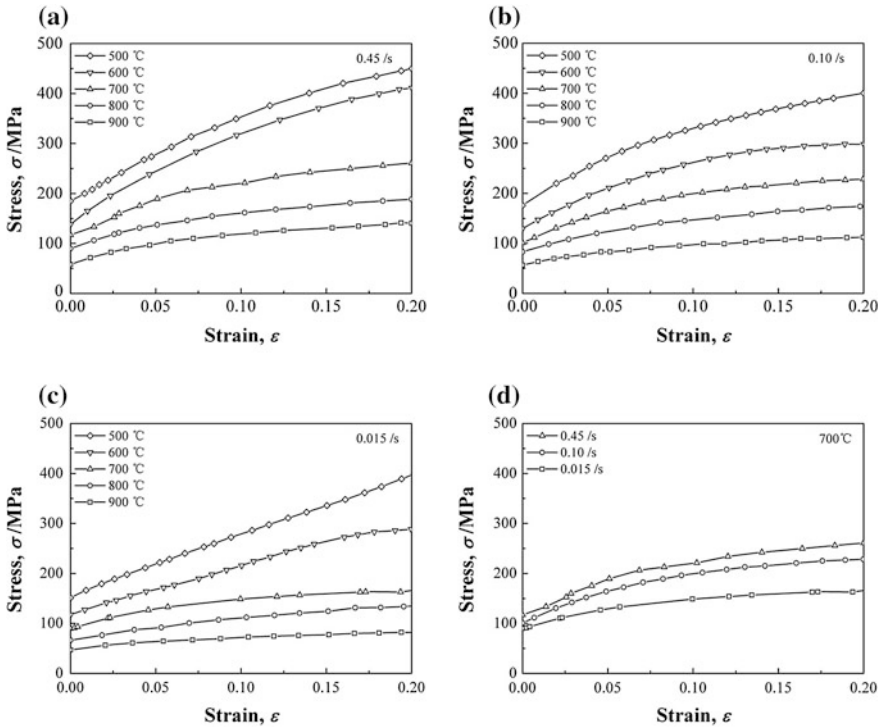 (a)
500
400
300
200
100
0
0.00 0.05 0.10 0.15 0.20
Stress, σ/MPa
Strain, ε
500 ℃
600 ℃
700 ℃
800 ℃
900 ℃
0.45 /s
(b)
500
400
300
200
100
0
0.00 0.05 0.10 0.15 0.20
Stress, σ/MPa
Strain, ε
500 ℃
600 ℃
700 ℃
800 ℃
900 ℃
0.10 /s
(c)
500
400
300
200
100
0
0.00 0.05 0.10 0.15 0.20
Stress, σ/MPa
Strain, ε
500 ℃
600 ℃
700 ℃
800 ℃
900 ℃
0.015 /s
(d)
500
400
300
200
100
0
0.00 0.05 0.10 0.15 0.20
Stress, σ/MPa
Strain, ε
0.45 /s
0.10 /s
0.015 /s
700℃